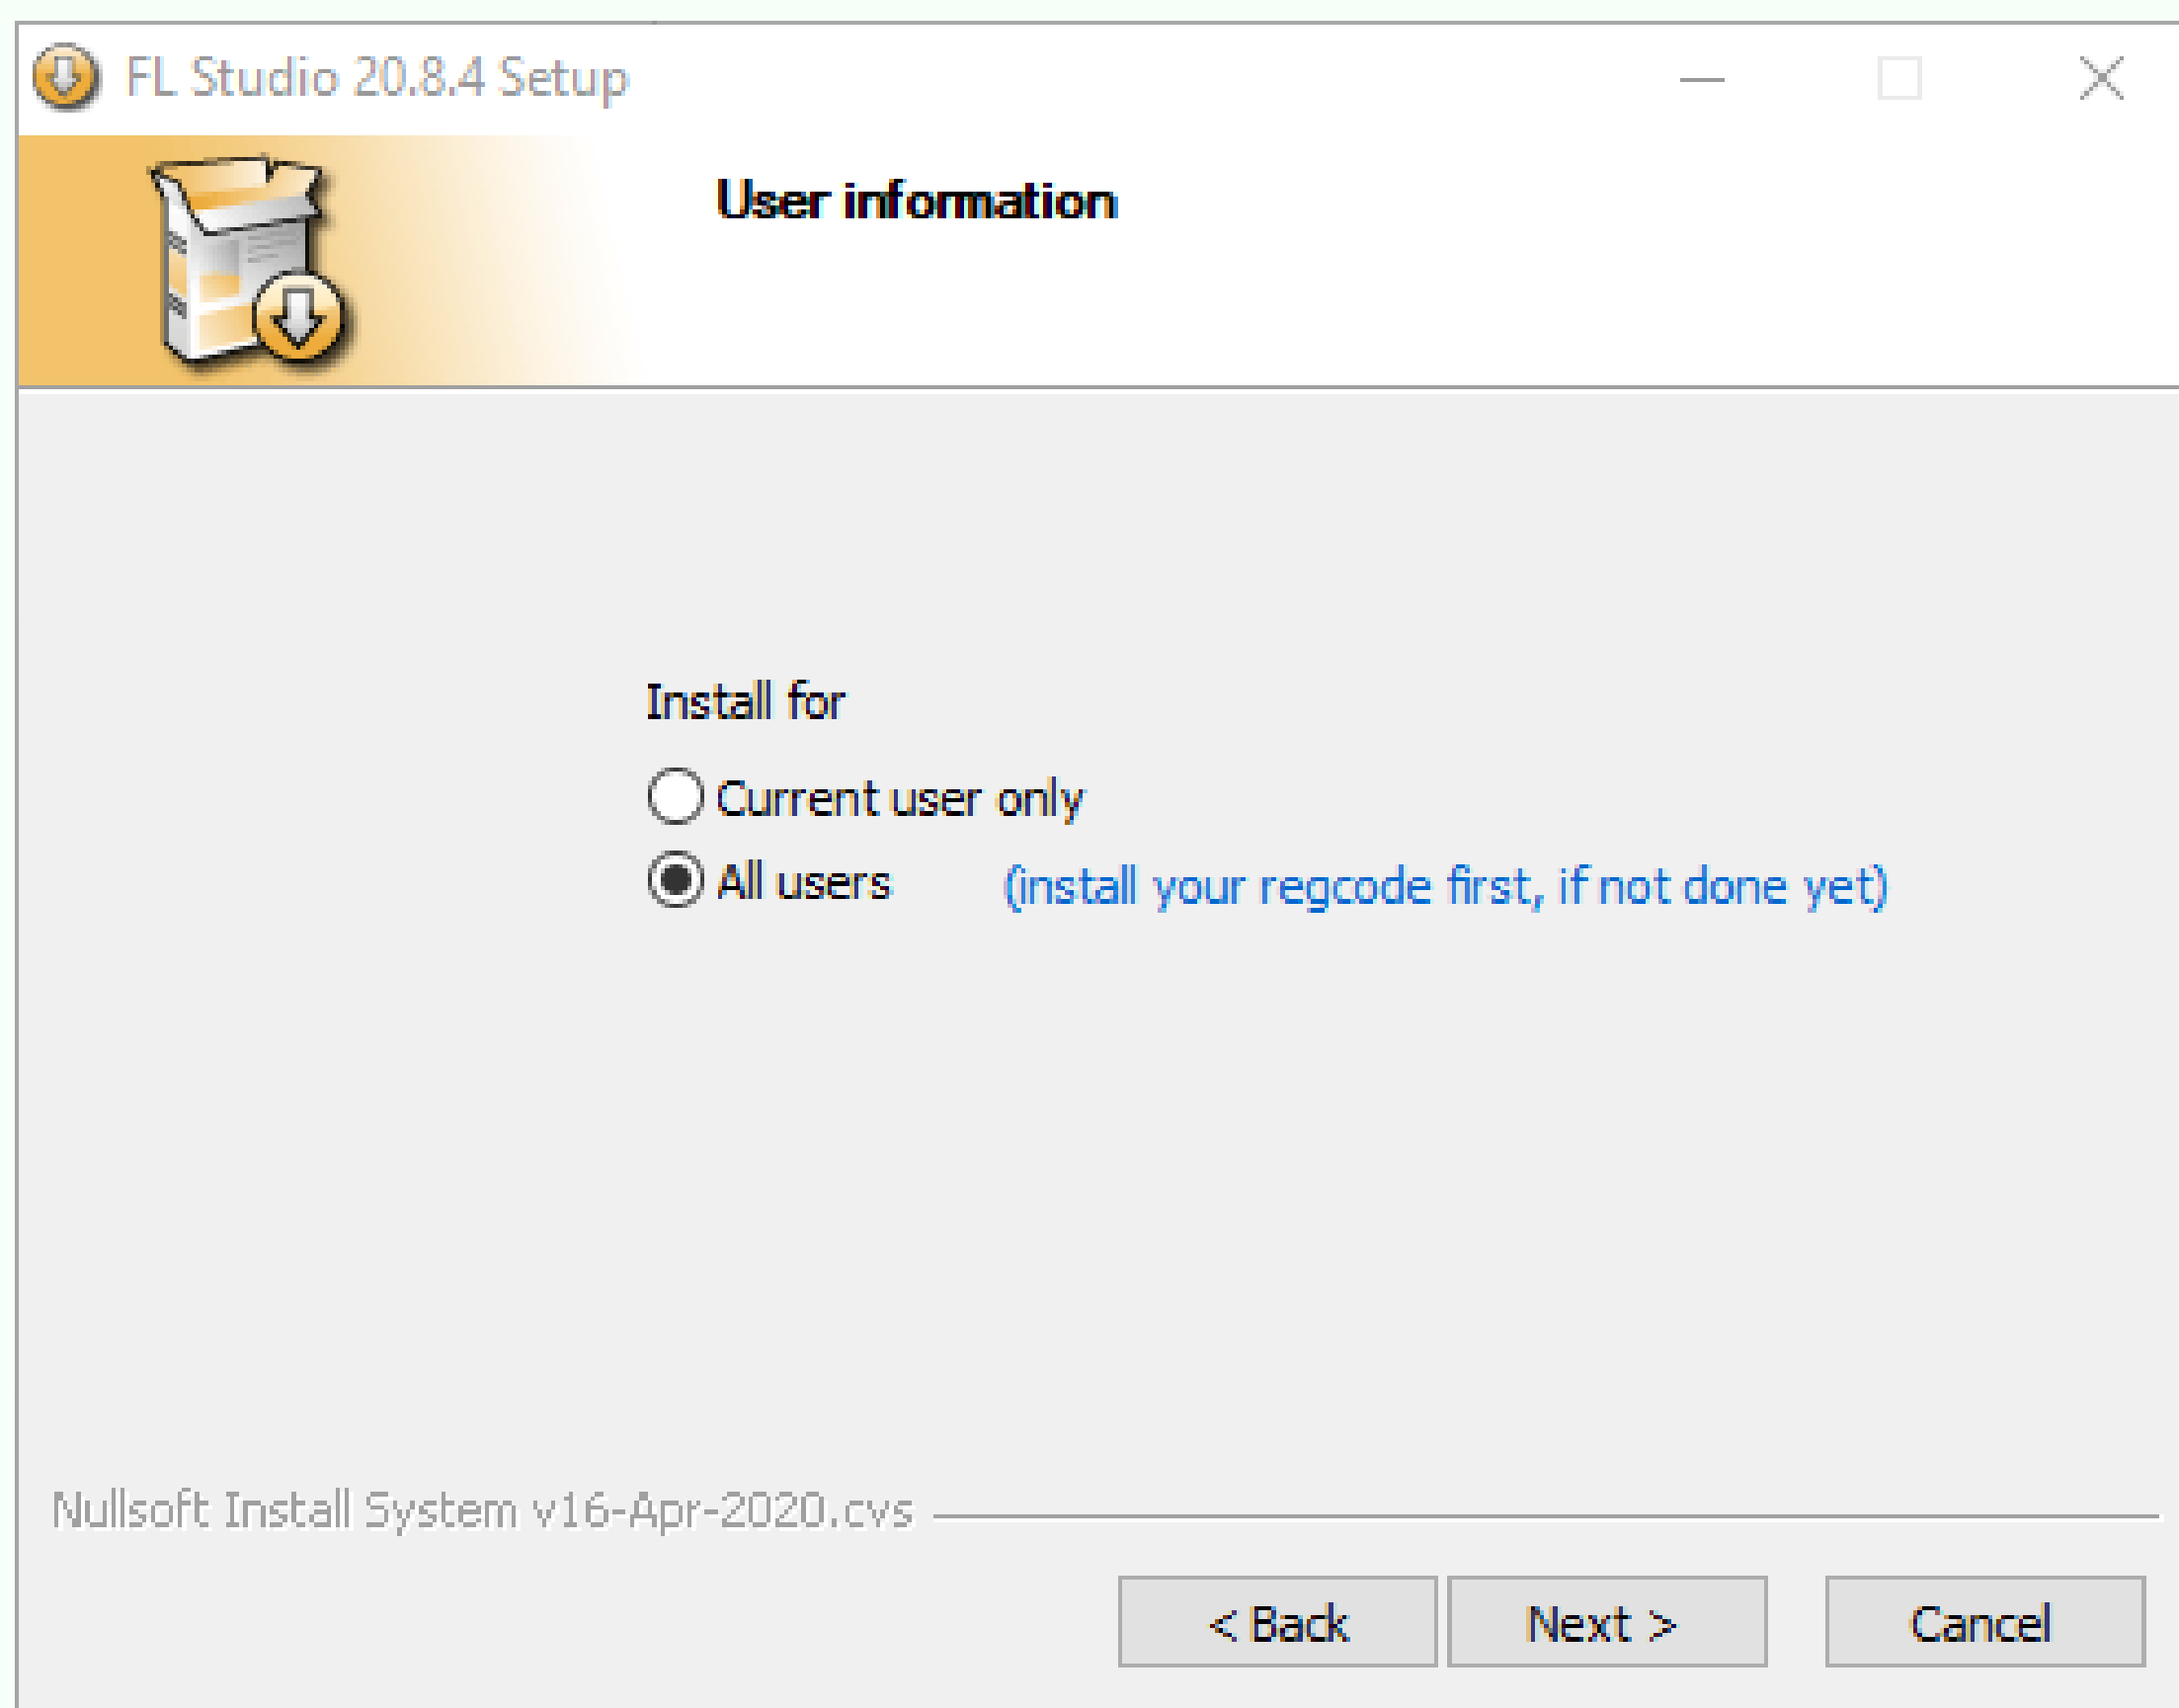 FL Studio 20.8.4 Setup
User information
Install for
Current user only
All users (install your regcode first, if not done yet)
Nullsoft Install System v16-Apr-2020.cvs
< Back Next > Cancel